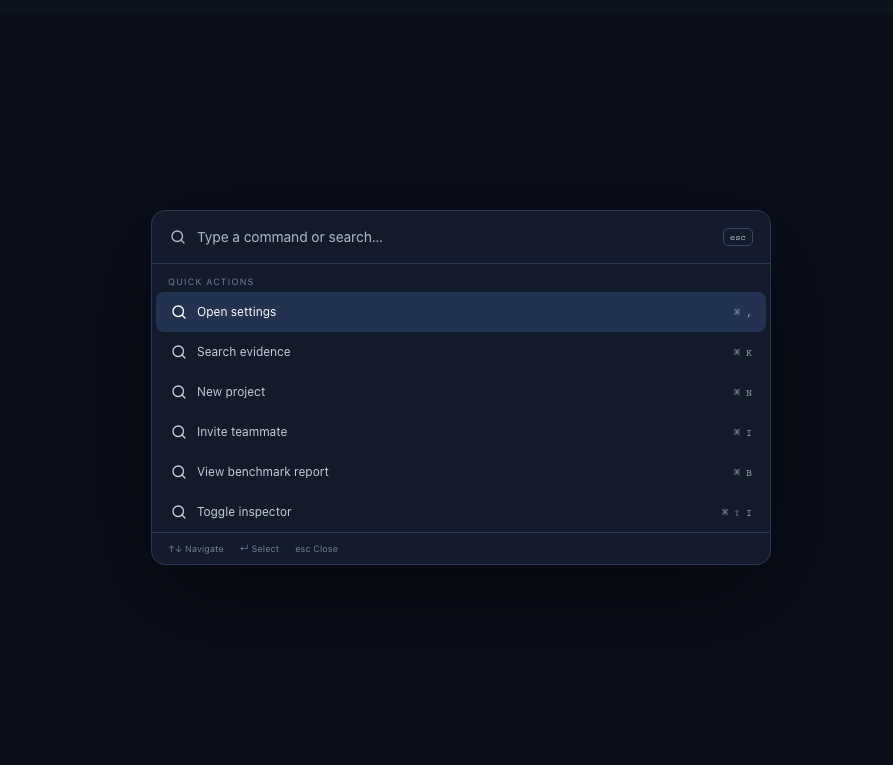 Type a command or search...
esc
QUICK ACTIONS
Open settings ⌘ ,
Search evidence ⌘ K
New project ⌘ N
Invite teammate ⌘ I
View benchmark report ⌘ B
Toggle inspector ⌘ ⇧ I
↑↓ Navigate ↵ Select esc Close